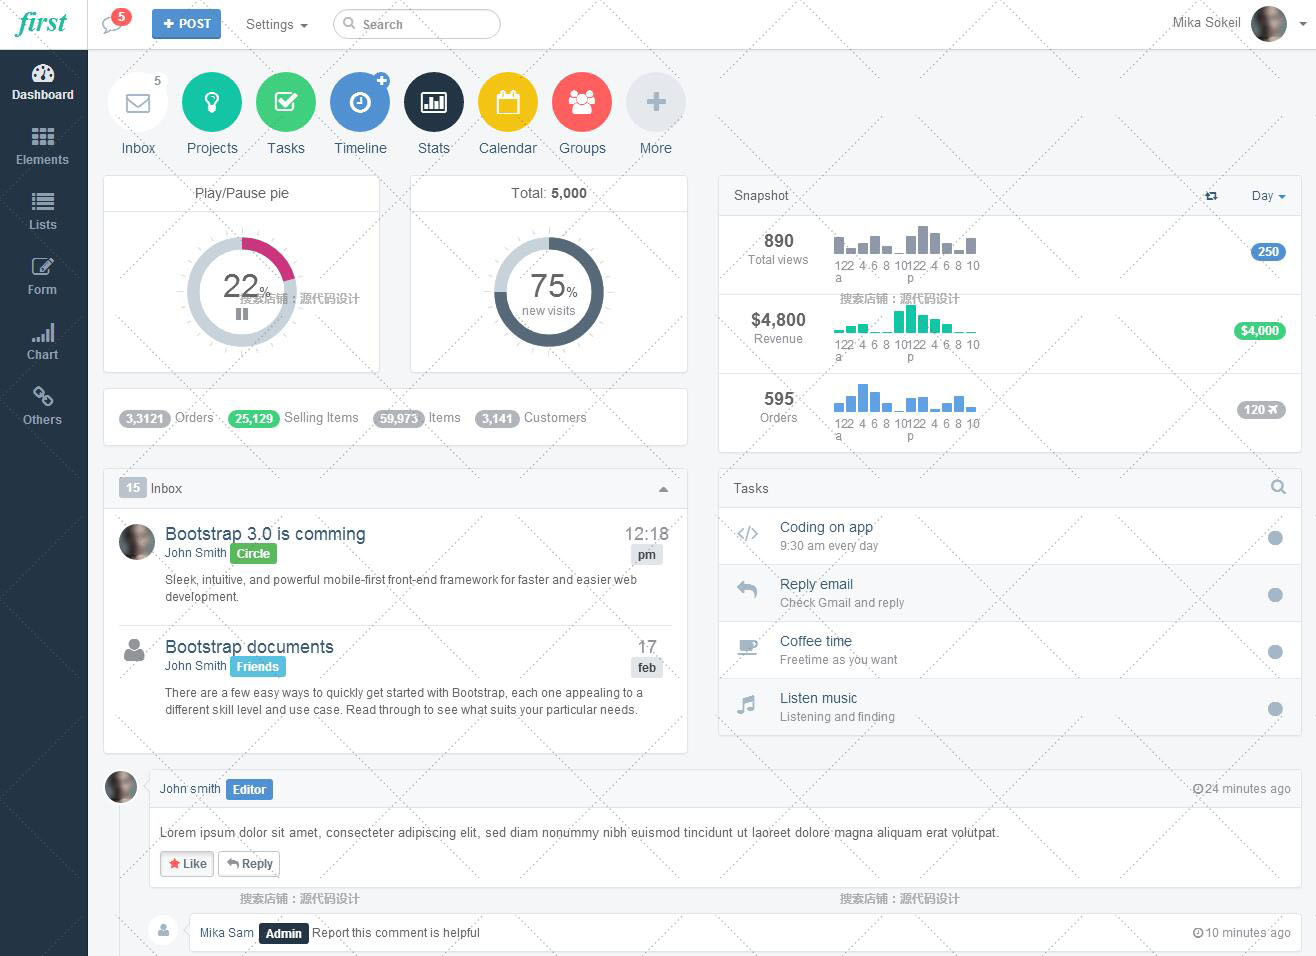 first
5
POST
Settings
Search
Mika Sokeil
Dashboard
Elements
Lists
Form
Chart
Others
5
Inbox
Projects
Tasks
Timeline
Stats
Calendar
Groups
More
Play/Pause pie
22%
Total: 5,000
75%
new visits
搜索店铺：源代码设计
搜索店铺：源代码设计
3,3121 Orders 25,129 Selling Items 59,973 Items 3,141 Customers
Snapshot
Day
890
Total views
12a 2 4 6 8 10 12p 2 4 6 8 10
250
$4,800
Revenue
12a 2 4 6 8 10 12p 2 4 6 8 10
$4,000
595
Orders
12a 2 4 6 8 10 12p 2 4 6 8 10
120
15 Inbox
Bootstrap 3.0 is comming
John Smith Circle
12:18
pm
Sleek, intuitive, and powerful mobile-first front-end framework for faster and easier web
development.
Bootstrap documents
John Smith Friends
17
feb
There are a few easy ways to quickly get started with Bootstrap, each one appealing to a
different skill level and use case. Read through to see what suits your particular needs.
Tasks
Coding on app
9:30 am every day
Reply email
Check Gmail and reply
Coffee time
Freetime as you want
Listen music
Listening and finding
John smith Editor
24 minutes ago
Lorem ipsum dolor sit amet, consecteter adipiscing elit, sed diam nonummy nibh euismod tincidunt ut laoreet dolore magna aliquam erat volutpat.
Like Reply
搜索店铺：源代码设计
搜索店铺：源代码设计
Mika Sam Admin Report this comment is helpful
10 minutes ago